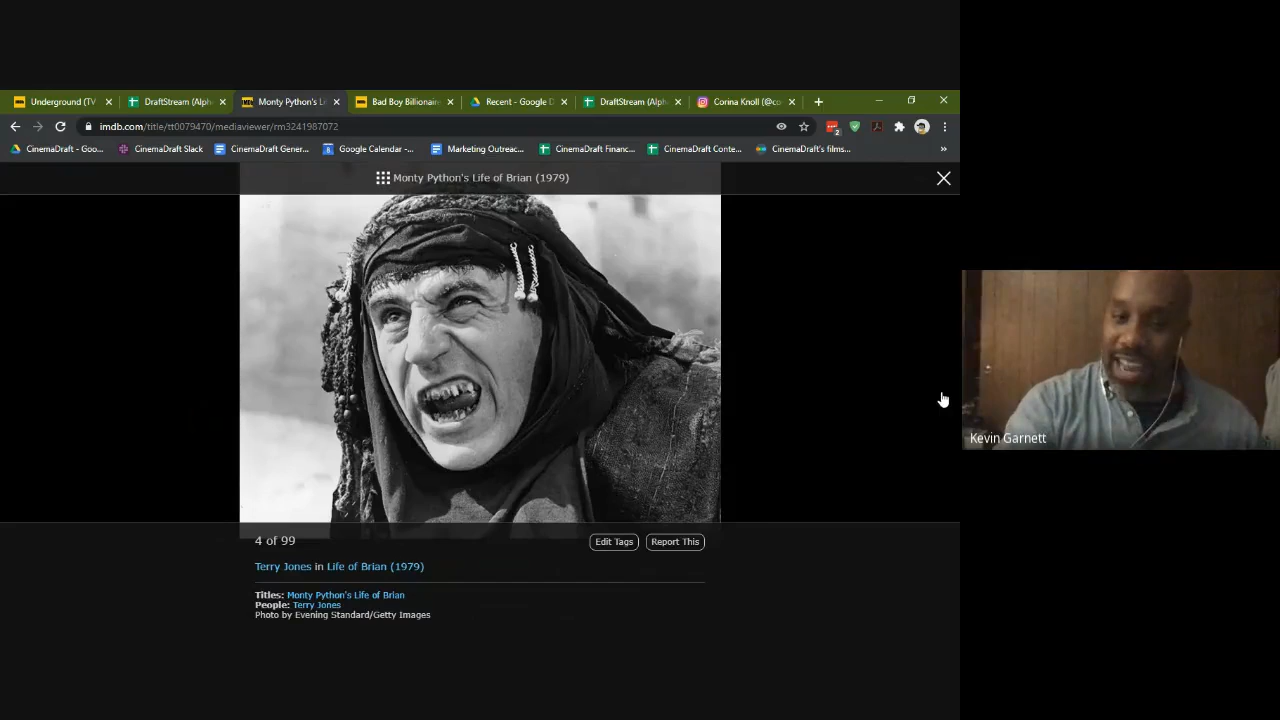 Underground (TV
DraftStream (Alph
Monty Python's Li
Bad Boy Billionair
Recent - Google D
DraftStream (Alph
Corina Knoll (@co
imdb.com/title/tt0079470/mediaviewer/rm3241987072
2
CinemaDraft - Goo...
CinemaDraft Slack
CinemaDraft Gener...
Google Calendar -...
Marketing Outreac...
CinemaDraft Financ...
CinemaDraft Conte...
CinemaDraft's films...
»
Monty Python's Life of Brian (1979)
Kevin Garnett
4 of 99
Edit Tags
Report This
Terry Jones in Life of Brian (1979)
Titles: Monty Python's Life of Brian
People: Terry Jones
Photo by Evening Standard/Getty Images